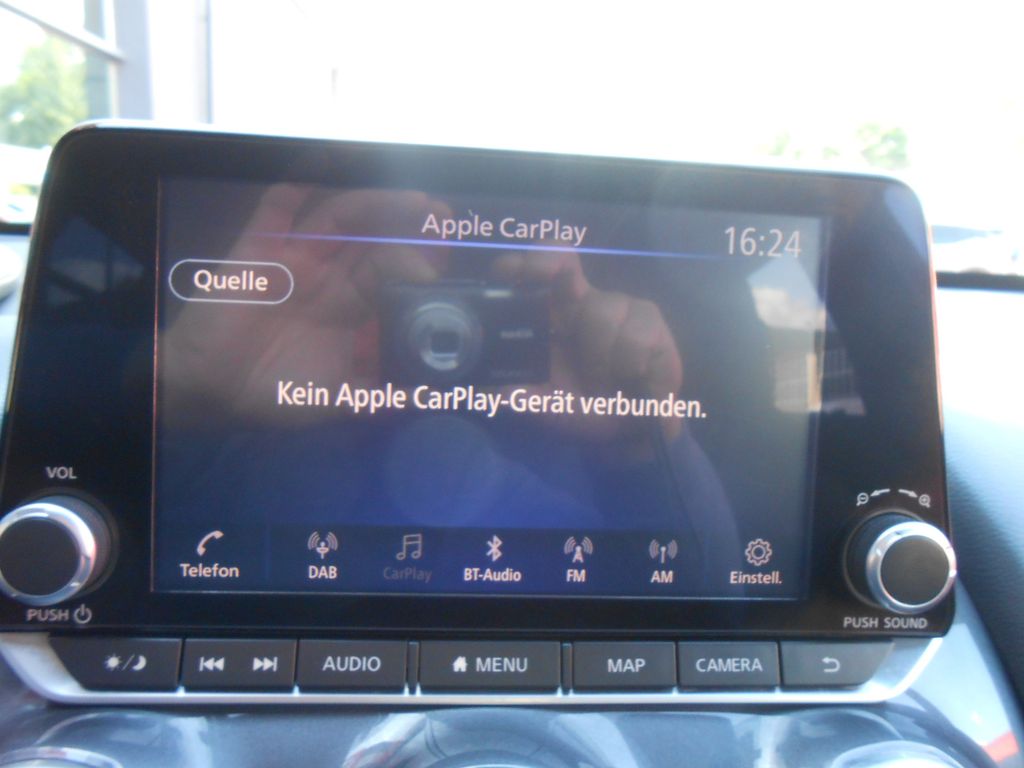 Apple CarPlay
16:24
Quelle
Kein Apple CarPlay-Gerät verbunden.
VOL
PUSH
Telefon
DAB
CarPlay
BT-Audio
FM
AM
Einstell.
PUSH SOUND
AUDIO
MENU
MAP
CAMERA